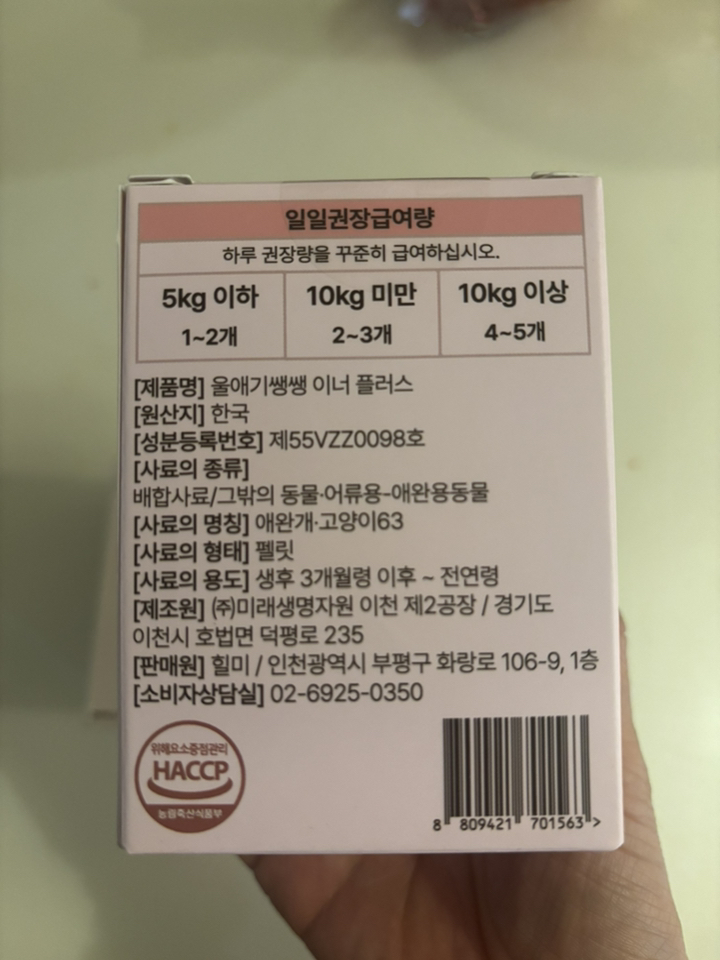 일일권장급여량
하루 권장량을 꾸준히 급여하십시오.
5kg 이하 10kg 미만 10kg 이상
1~2개 2~3개 4~5개
[제품명] 울애기쌩쌩 이너 플러스
[원산지] 한국
[성분등록번호] 제55VZZ0098호
[사료의 종류]
배합사료/그밖의 동물·어류용-애완용동물
[사료의 명칭] 애완개·고양이63
[사료의 형태] 펠릿
[사료의 용도] 생후 3개월령 이후 ~ 전연령
[제조원] ㈜미래생명자원 이천 제2공장 / 경기도
이천시 호법면 덕평로 235
[판매원] 힐미 / 인천광역시 부평구 화랑로 106-9, 1층
[소비자상담실] 02-6925-0350
위해요소중점관리
HACCP
농림축산식품부
8 809421 701563 >